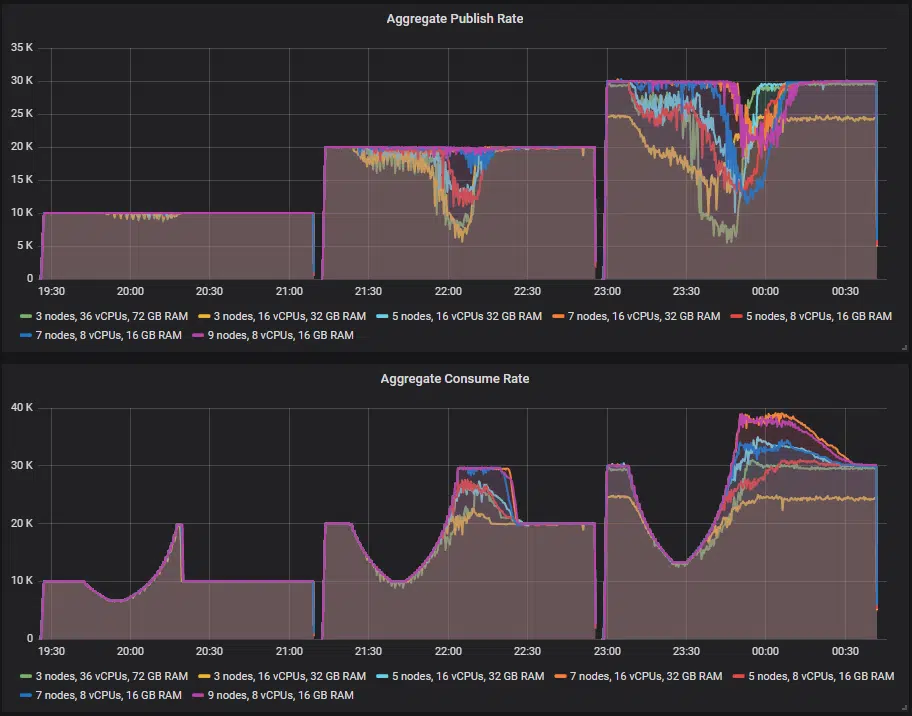 Aggregate Publish Rate
35 K
30 K
25 K
20 K
15 K
10 K
5 K
0
19:30 20:00 20:30 21:00 21:30 22:00 22:30 23:00 23:30 00:00 00:30
3 nodes, 36 vCPUs, 72 GB RAM 3 nodes, 16 vCPUs, 32 GB RAM 5 nodes, 16 vCPUs 32 GB RAM 7 nodes, 16 vCPUs, 32 GB RAM 5 nodes, 8 vCPUs, 16 GB RAM
7 nodes, 8 vCPUs, 16 GB RAM 9 nodes, 8 vCPUs, 16 GB RAM
Aggregate Consume Rate
40 K
30 K
20 K
10 K
0
19:30 20:00 20:30 21:00 21:30 22:00 22:30 23:00 23:30 00:00 00:30
3 nodes, 36 vCPUs, 72 GB RAM 3 nodes, 16 vCPUs, 32 GB RAM 5 nodes, 16 vCPUs, 32 GB RAM 7 nodes, 16 vCPUs, 32 GB RAM 5 nodes, 8 vCPUs, 16 GB RAM
7 nodes, 8 vCPUs, 16 GB RAM 9 nodes, 8 vCPUs, 16 GB RAM